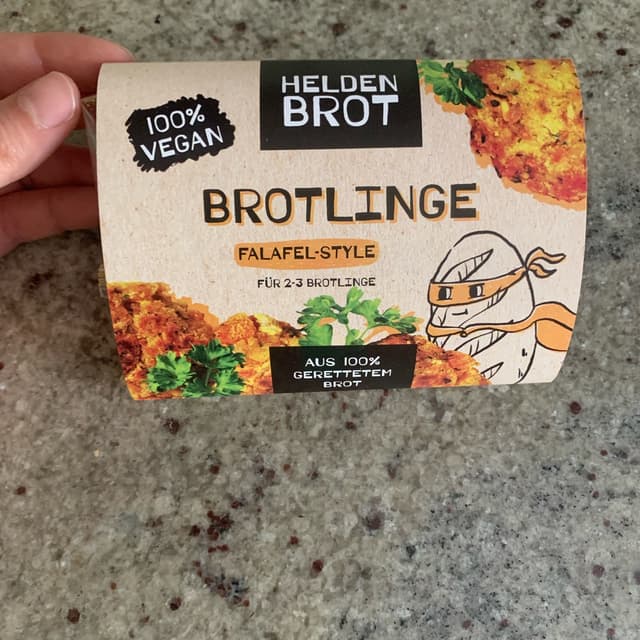 HELDEN
BROT
100%
VEGAN
BROTLINGE
FALAFEL-STYLE
FÜR 2-3 BROTLINGE
AUS 100%
GERETTETEM
BROT